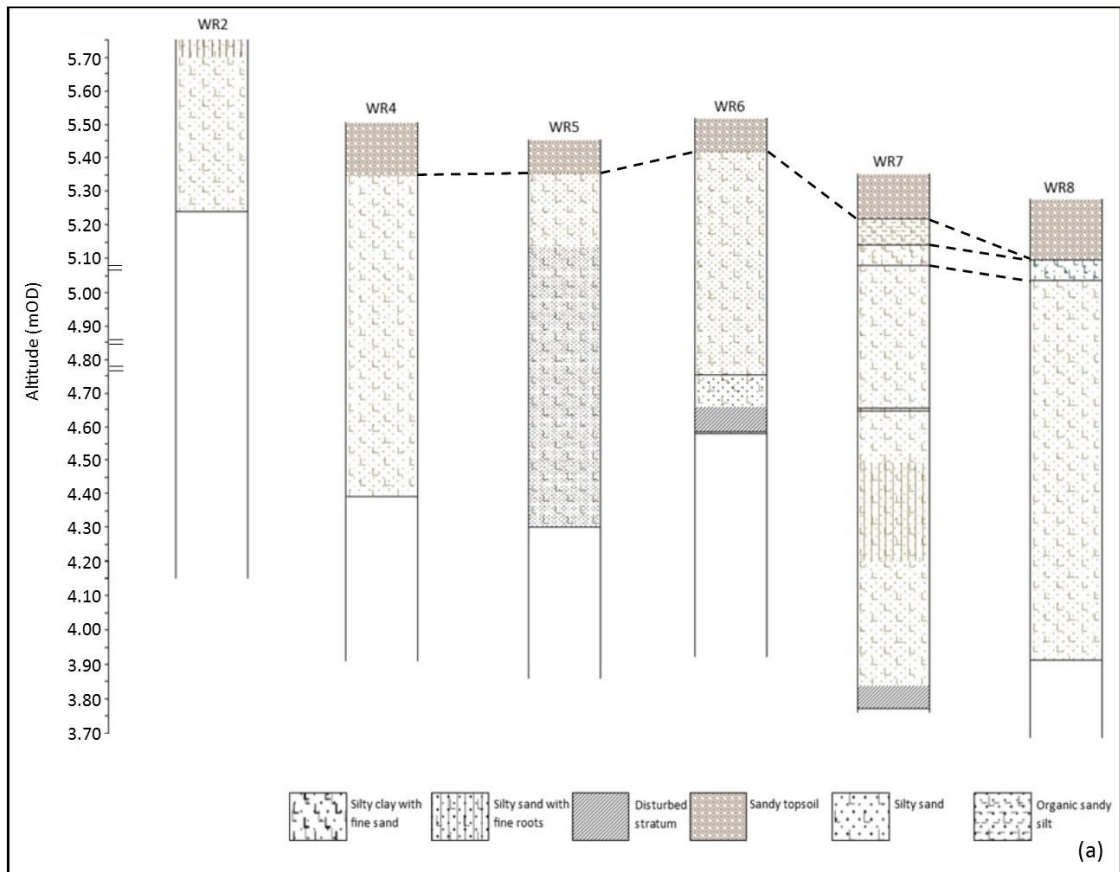 WR2
WR4
WR5
WR6
WR7
WR8
Altitude (mOD)
5.70
5.60
5.50
5.40
5.30
5.20
5.10
5.00
4.90
4.80
4.70
4.60
4.50
4.40
4.30
4.20
4.10
4.00
3.90
3.80
3.70
Silty clay with
fine sand
Silty sand with
fine roots
Disturbed
stratum
Sandy topsoil
Silty sand
Organic sandy
silt
(a)